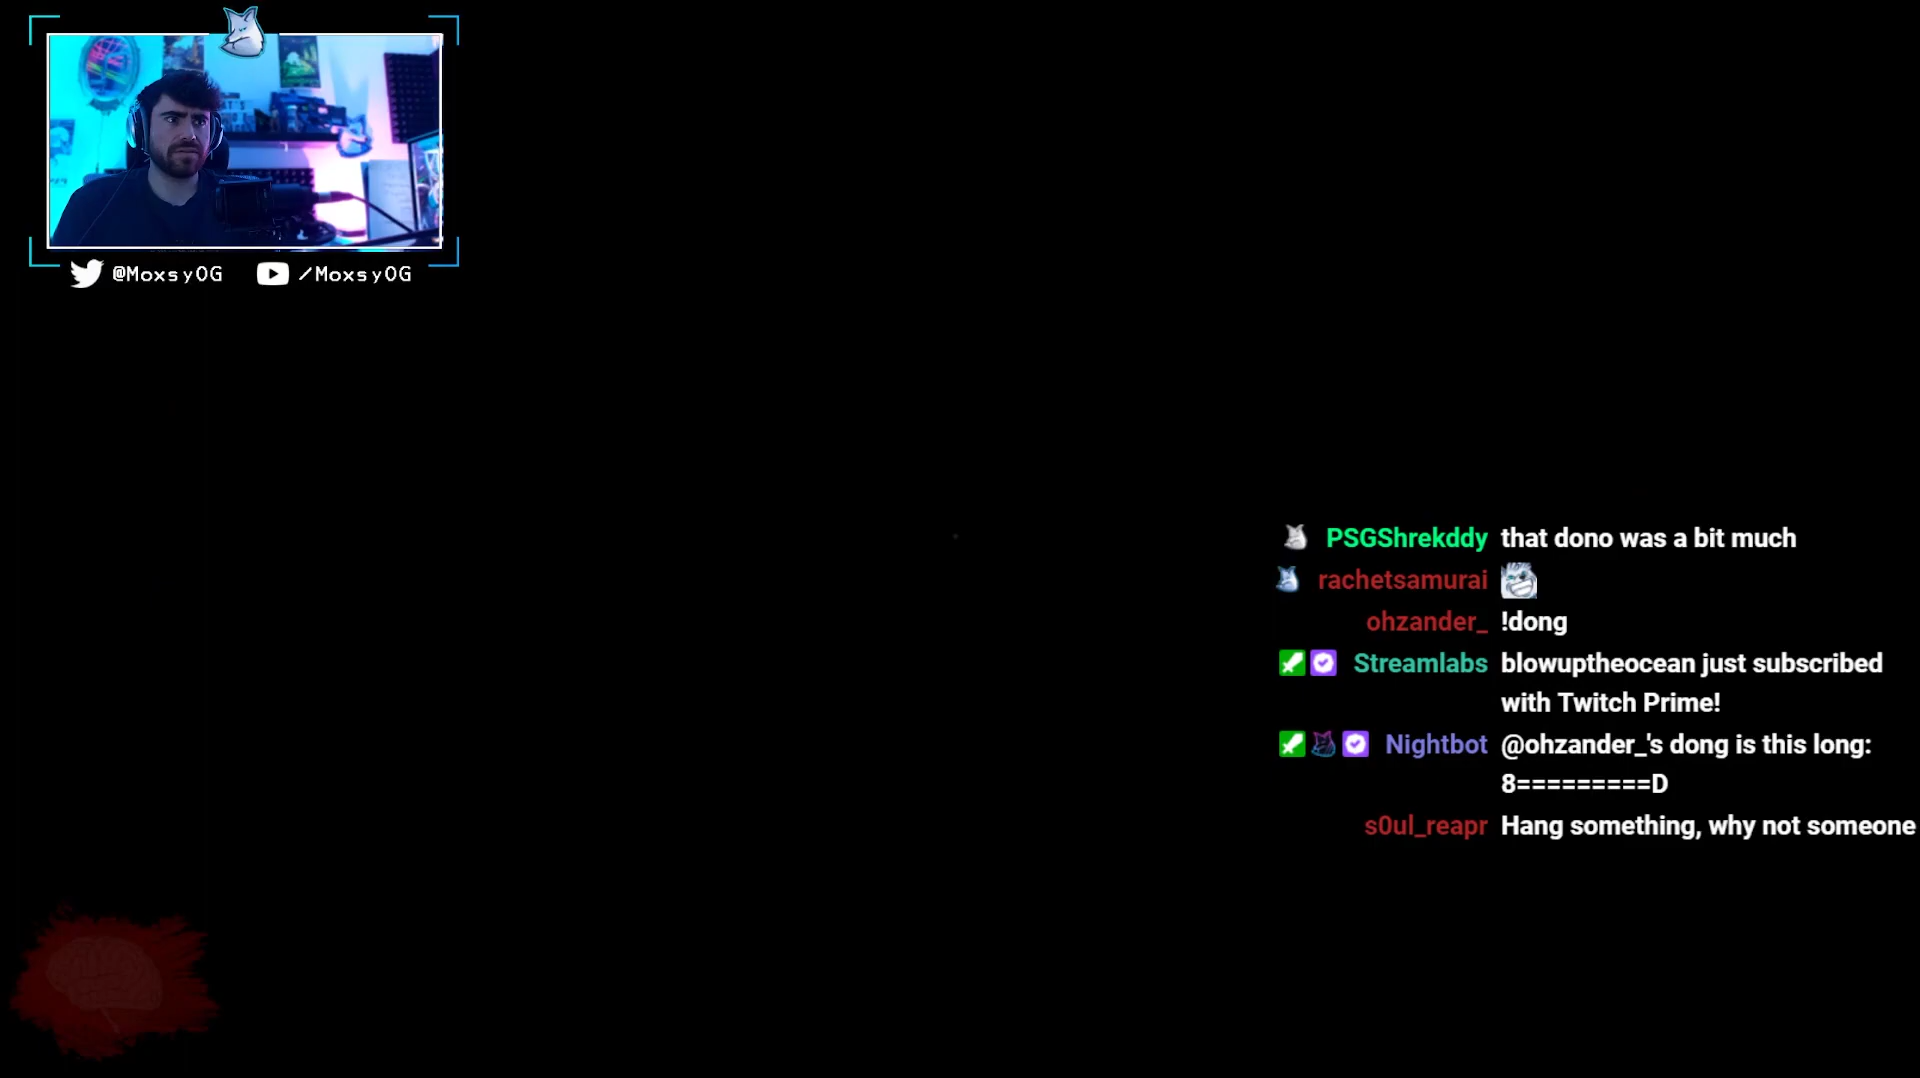 @MoxsyOG /MoxsyOG
PSGShrekddy that dono was a bit much
rachetsamurai
ohzander_ !dong
Streamlabs blowuptheocean just subscribed
with Twitch Prime!
Nightbot @ohzander_'s dong is this long:
8=========D
s0ul_reapr Hang something, why not someone